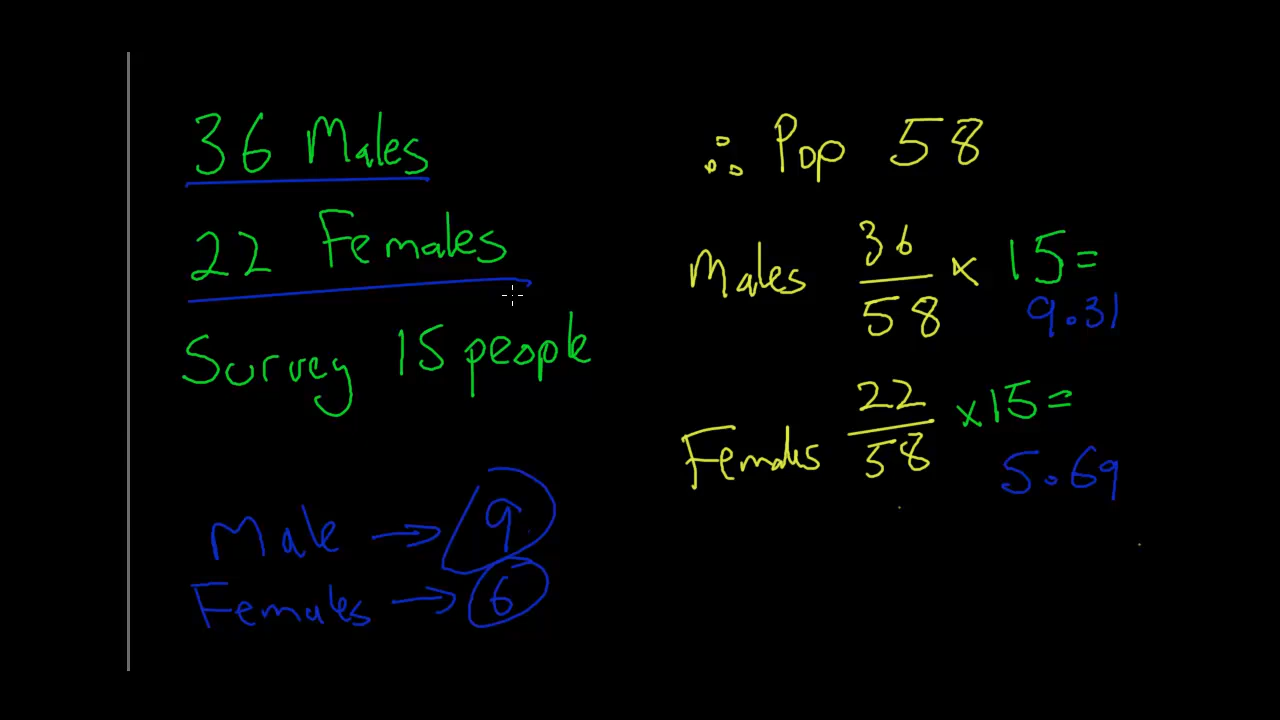 36 Males
22 Females
Survey 15 people
Male → 9
Females → 6
∴ Pop 58
Males 36/58 × 15 =
9.31
Females 22/58 × 15 =
5.69